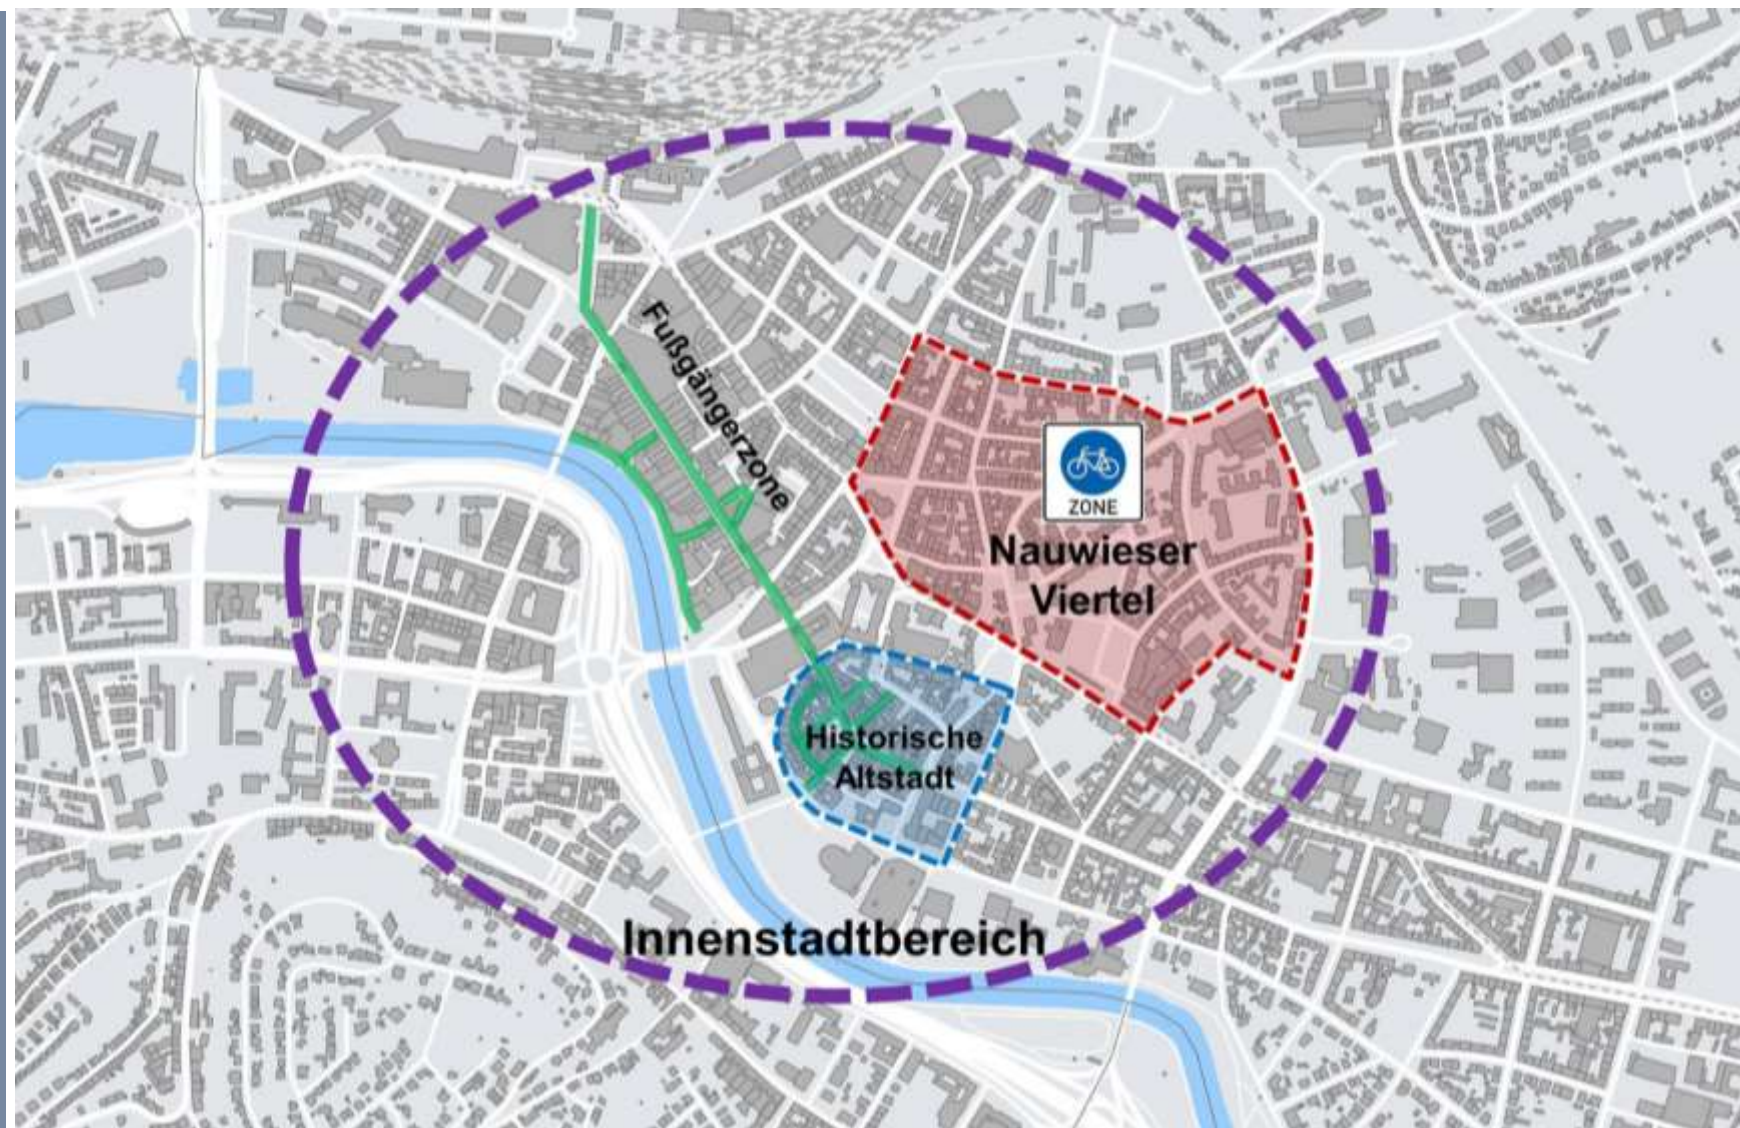 Fußgängerzone
ZONE
Nauwieser
Viertel
Historische
Altstadt
Innenstadtbereich